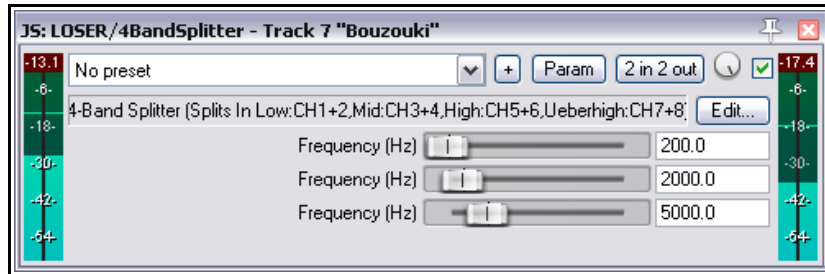 JS: LOSER/4BandSplitter - Track 7 "Bouzouki"
-13.1 No preset + Param 2 in 2 out -17.4
-6- -6-
4-Band Splitter (Splits In Low:CH1+2,Mid:CH3+4,High:CH5+6,Ueberhigh:CH7+8) Edit...
-18- -18-
Frequency (Hz) 200.0
-30- -30-
Frequency (Hz) 2000.0
-42- -42-
Frequency (Hz) 5000.0
-54- -54-